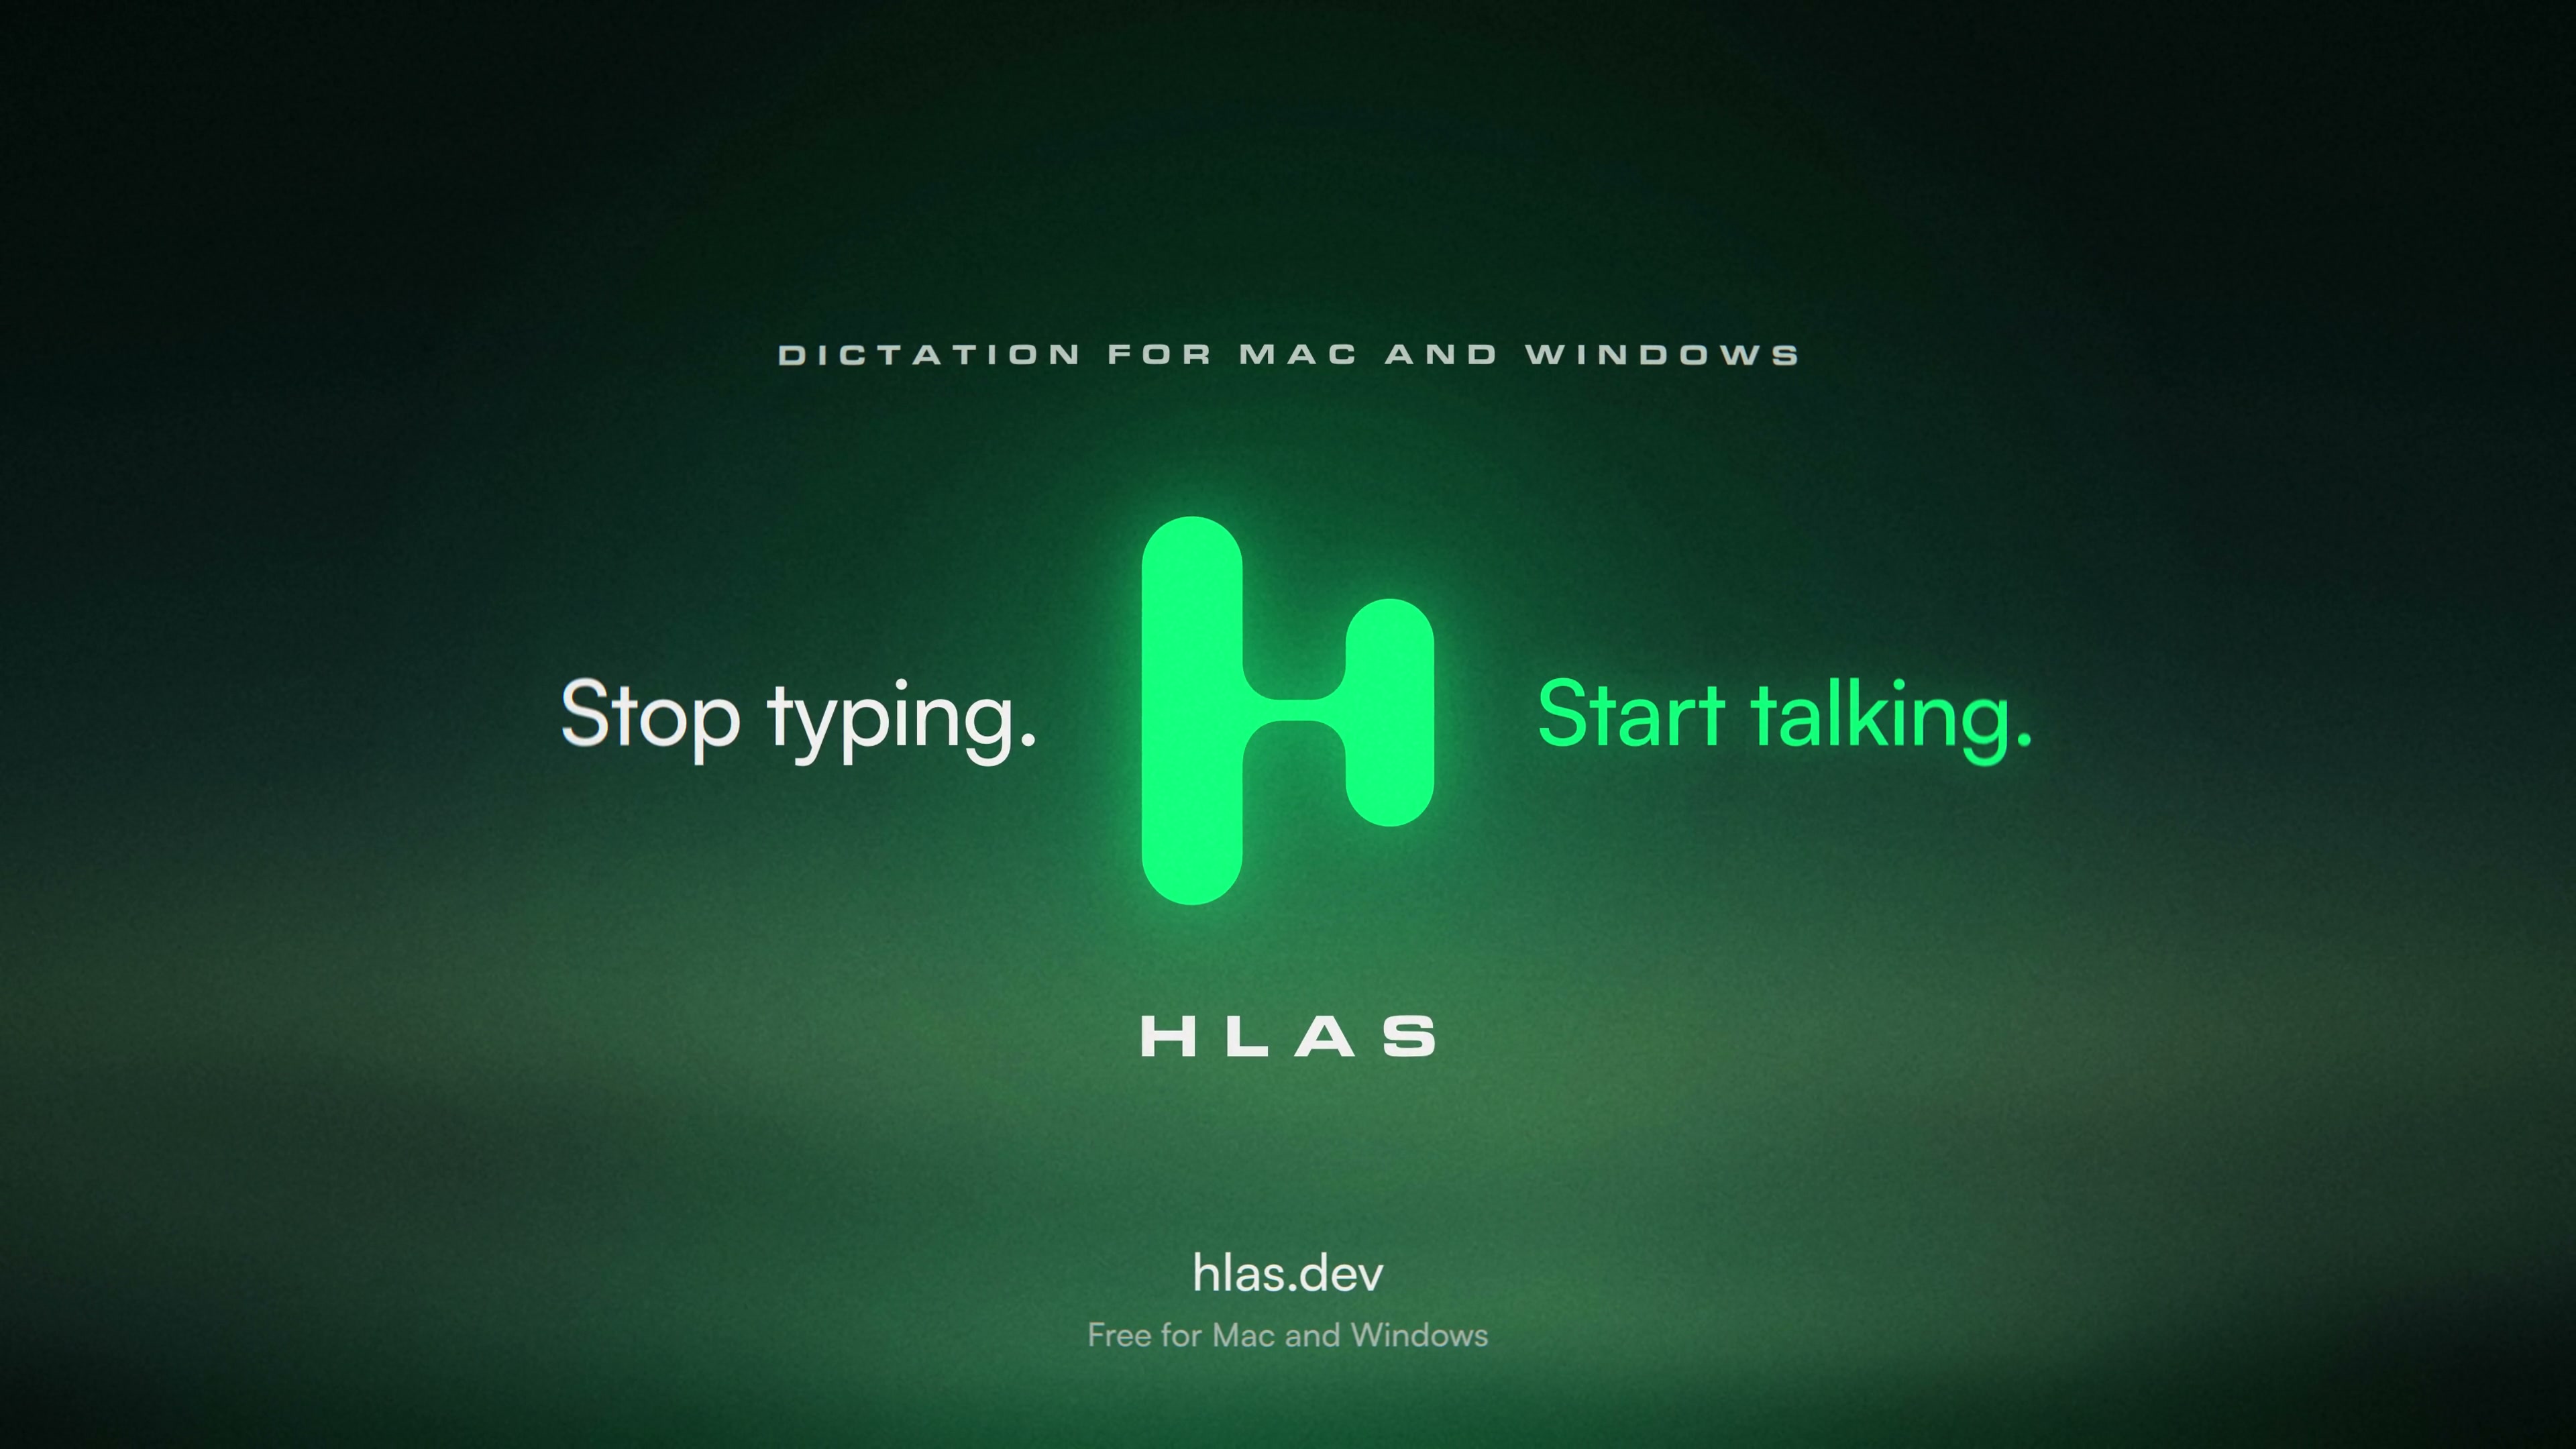 DICTATION FOR MAC AND WINDOWS
Stop typing. Start talking.
HLAS
hlas.dev
Free for Mac and Windows